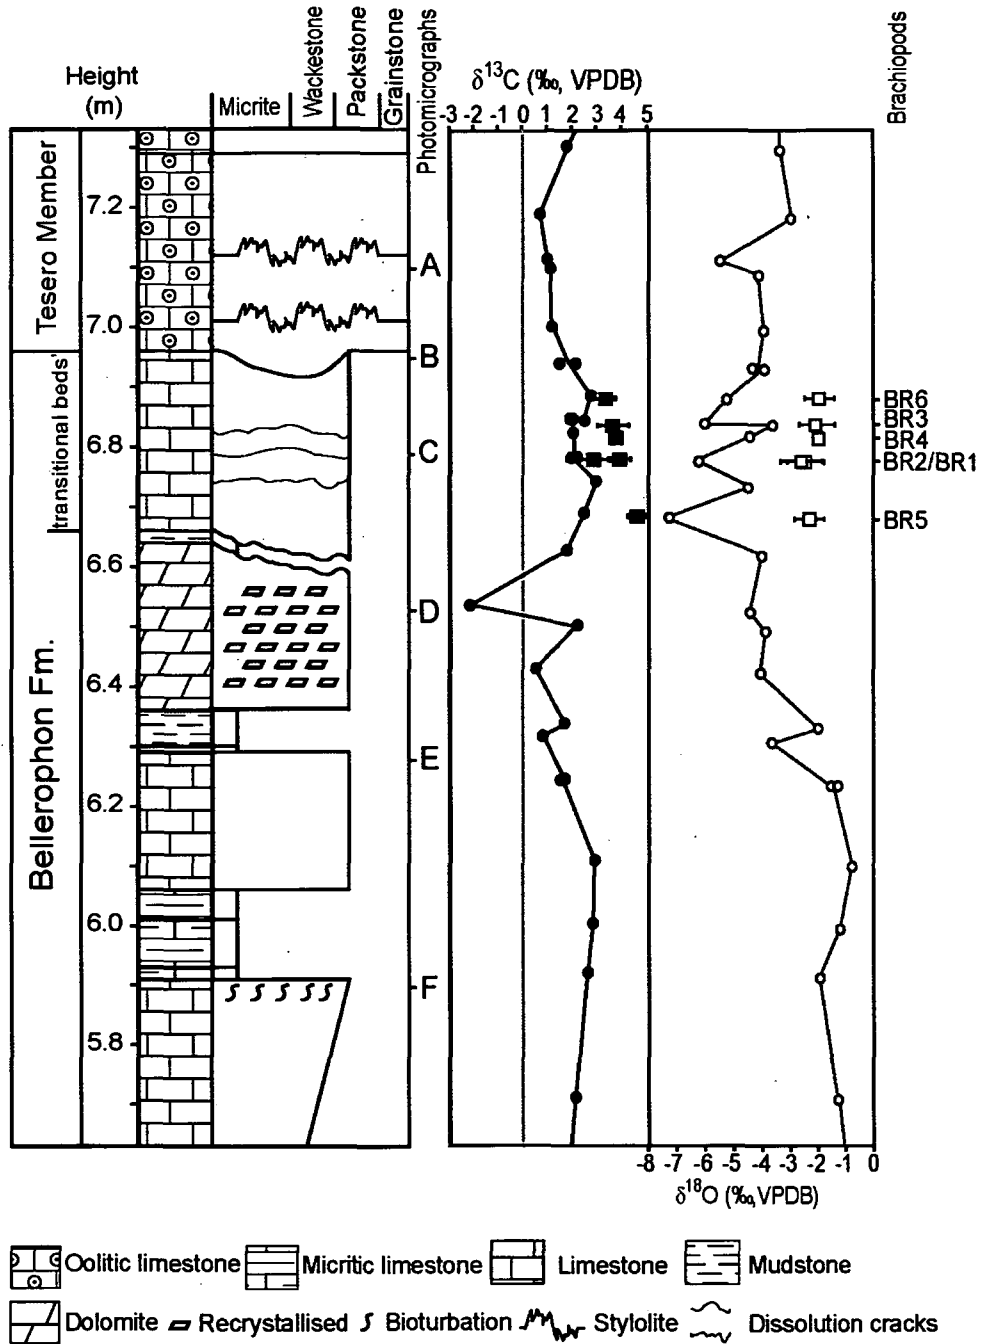 Height
(m)
Micrite
Wackestone
Packstone
Grainstone
Photomicrographs
δ13C (‰, VPDB)
-3 -2 -1 0 1 2 3 4 5
Brachiopods
Tesero Member
transitional beds'
Bellerophon Fm.
7.2
7.0
6.8
6.6
6.4
6.2
6.0
5.8
A
B
C
D
E
F
BR6
BR3
BR4
BR2/BR1
BR5
-8 -7 -6 -5 -4 -3 -2 -1 0
δ18O (‰,VPDB)
Oolitic limestone
Micritic limestone
Limestone
Mudstone
Dolomite
Recrystallised
Bioturbation
Stylolite
Dissolution cracks